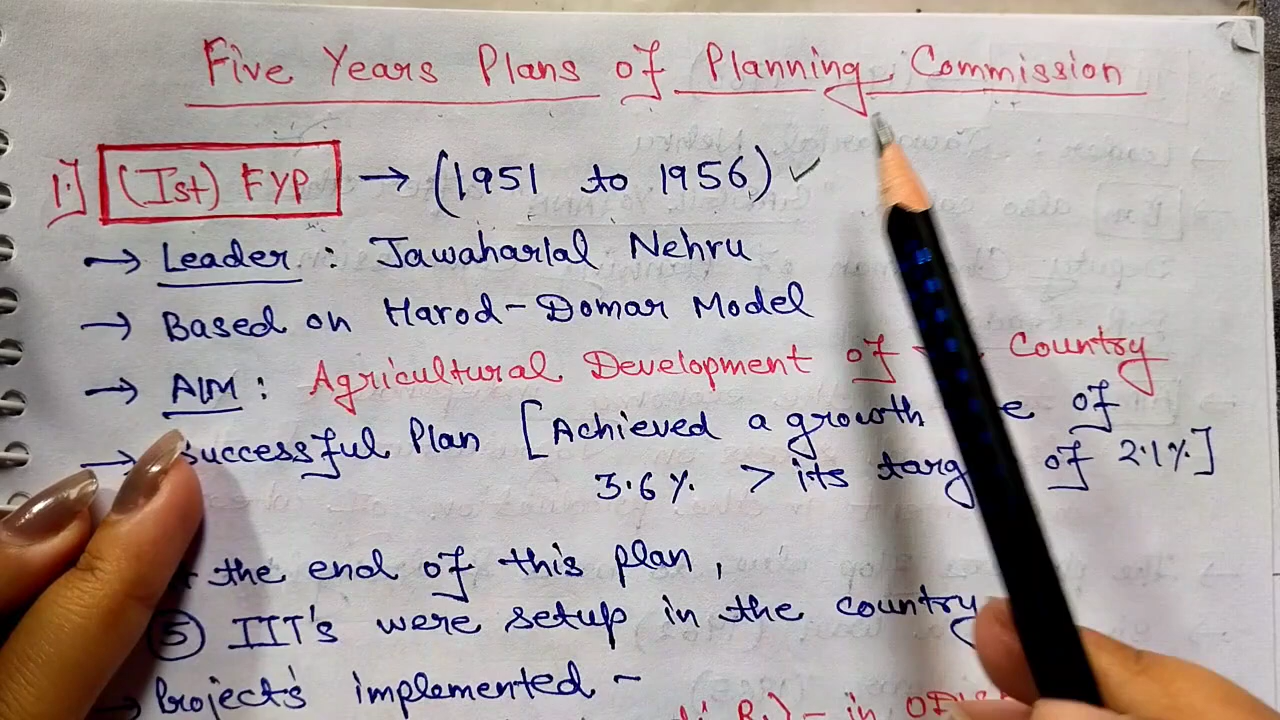 Five Years Plans of Planning Commission
1.] (Ist) FYP → (1951 to 1956) ✓
→ Leader : Jawaharlal Nehru
→ Based on Harod-Domar Model
→ AIM : Agricultural Development of Country
→ Successful Plan [Achieved a growth of
3.6% > its of 2.1%]
the end of this plan,
⑤ IIT's were setup in the country
→ Project's implemented -
in